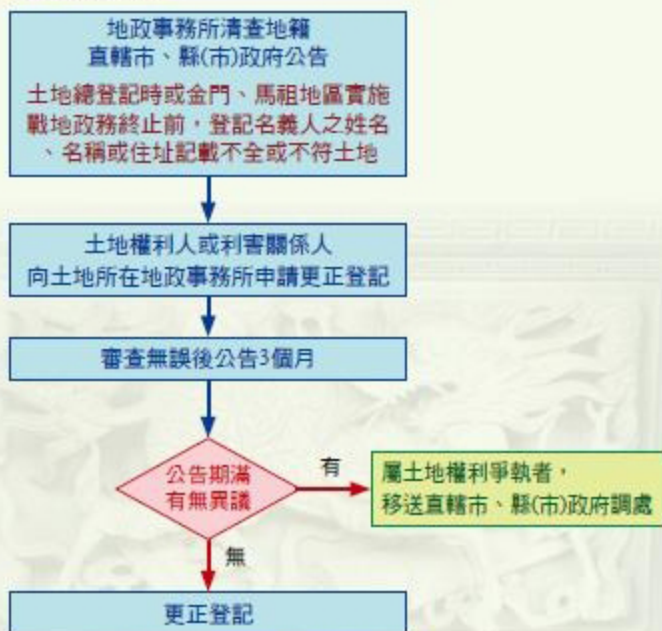 地政事務所清查地籍
直轄市、縣(市)政府公告
土地總登記時或金門、馬祖地區實施
戰地政務終止前，登記名義人之姓名
、名稱或住址記載不全或不符土地
土地權利人或利害關係人
向土地所在地政事務所申請更正登記
審查無誤後公告3個月
公告期滿
有無異議
有
屬土地權利爭執者，
移送直轄市、縣(市)政府調處
無
更正登記